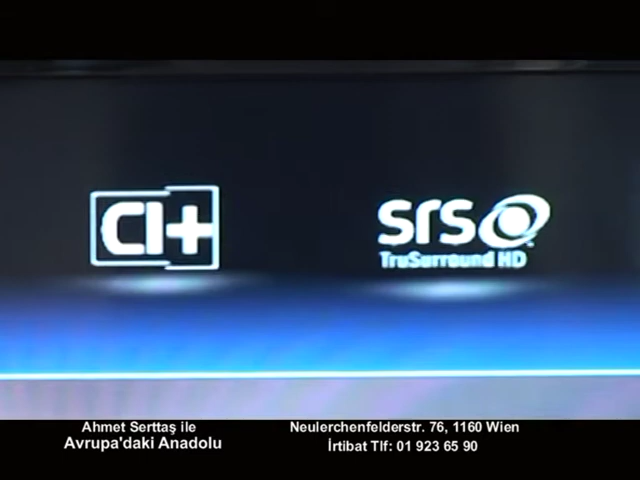 CI+
SRS
TruSurround HD
Ahmet Serttaş ile
Avrupa'daki Anadolu
Neulerchenfelderstr. 76, 1160 Wien
İrtibat Tlf: 01 923 65 90